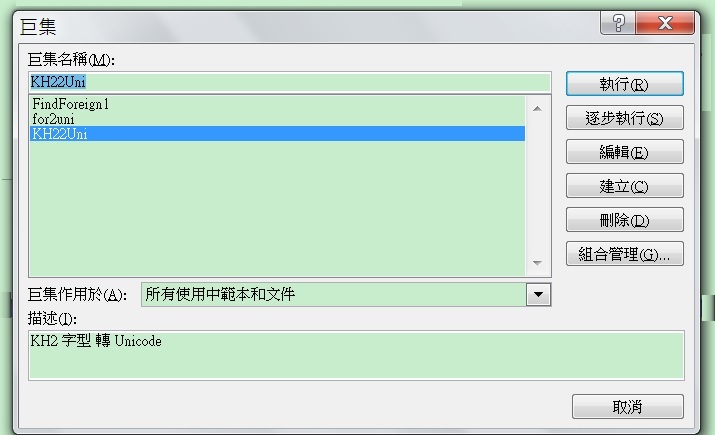 巨集
巨集名稱(M):
KH22Uni
FindForeign1
for2uni
KH22Uni
執行(R)
逐步執行(S)
編輯(E)
建立(C)
刪除(D)
組合管理(G)...
巨集作用於(A):
所有使用中範本和文件
描述(I):
KH2 字型 轉 Unicode
取消